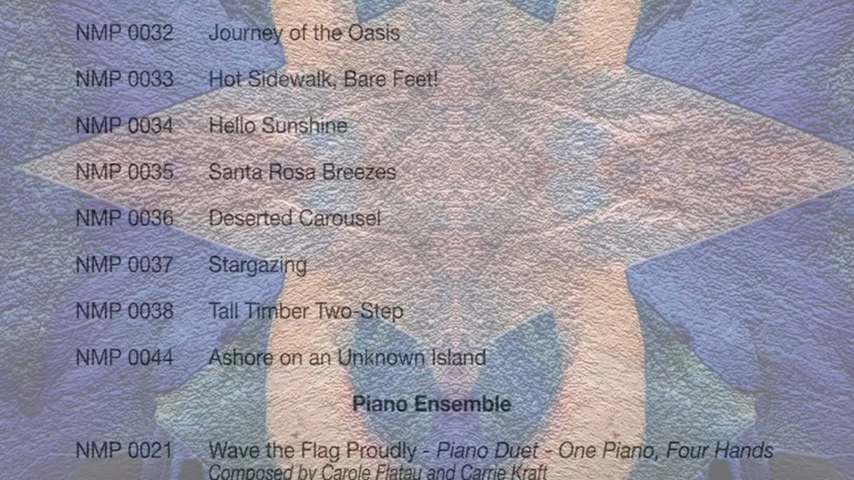 NMP 0032 Journey of the Oasis
NMP 0033 Hot Sidewalk, Bare Feet!
NMP 0034 Hello Sunshine
NMP 0035 Santa Rosa Breezes
NMP 0036 Deserted Carousel
NMP 0037 Stargazing
NMP 0038 Tall Timber Two-Step
NMP 0044 Ashore on an Unknown Island
Piano Ensemble
NMP 0021 Wave the Flag Proudly - Piano Duet - One Piano, Four Hands
Composed by Carole Flatau and Carrie Kraft